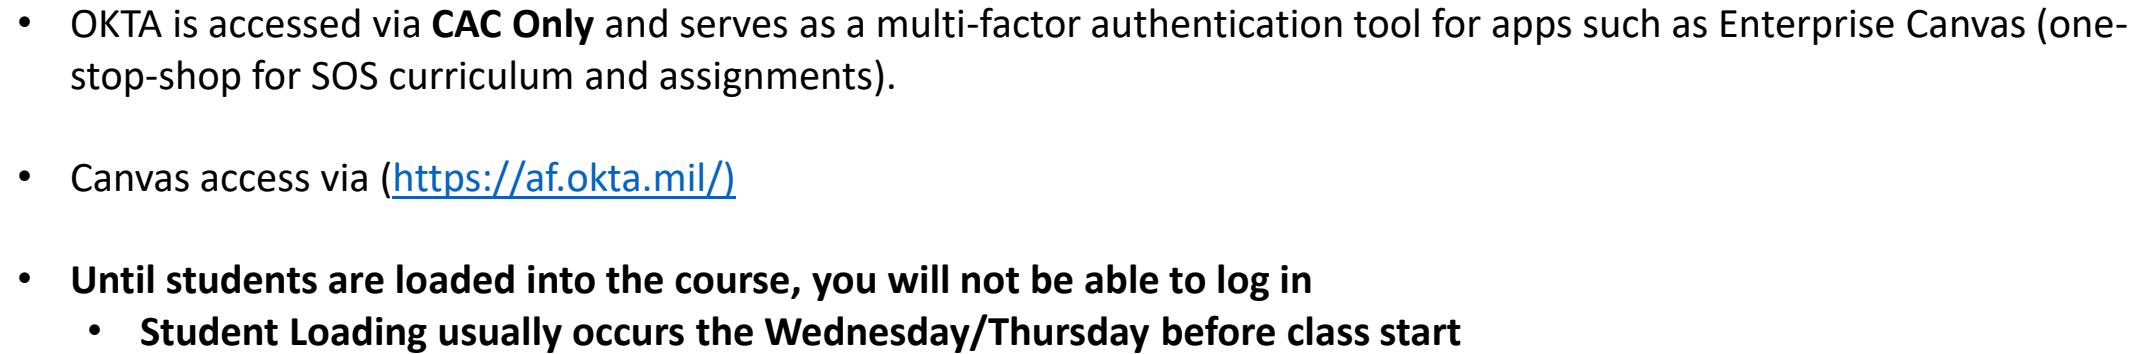 • OKTA is accessed via CAC Only and serves as a multi-factor authentication tool for apps such as Enterprise Canvas (one-
stop-shop for SOS curriculum and assignments).
• Canvas access via (https://af.okta.mil/)
• Until students are loaded into the course, you will not be able to log in
• Student Loading usually occurs the Wednesday/Thursday before class start